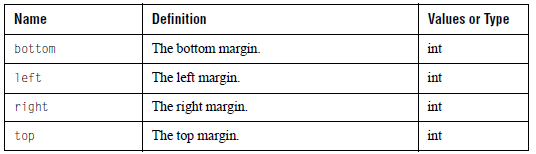 Name Definition Values or Type
bottom The bottom margin. int
left The left margin. int
right The right margin. int
top The top margin. int